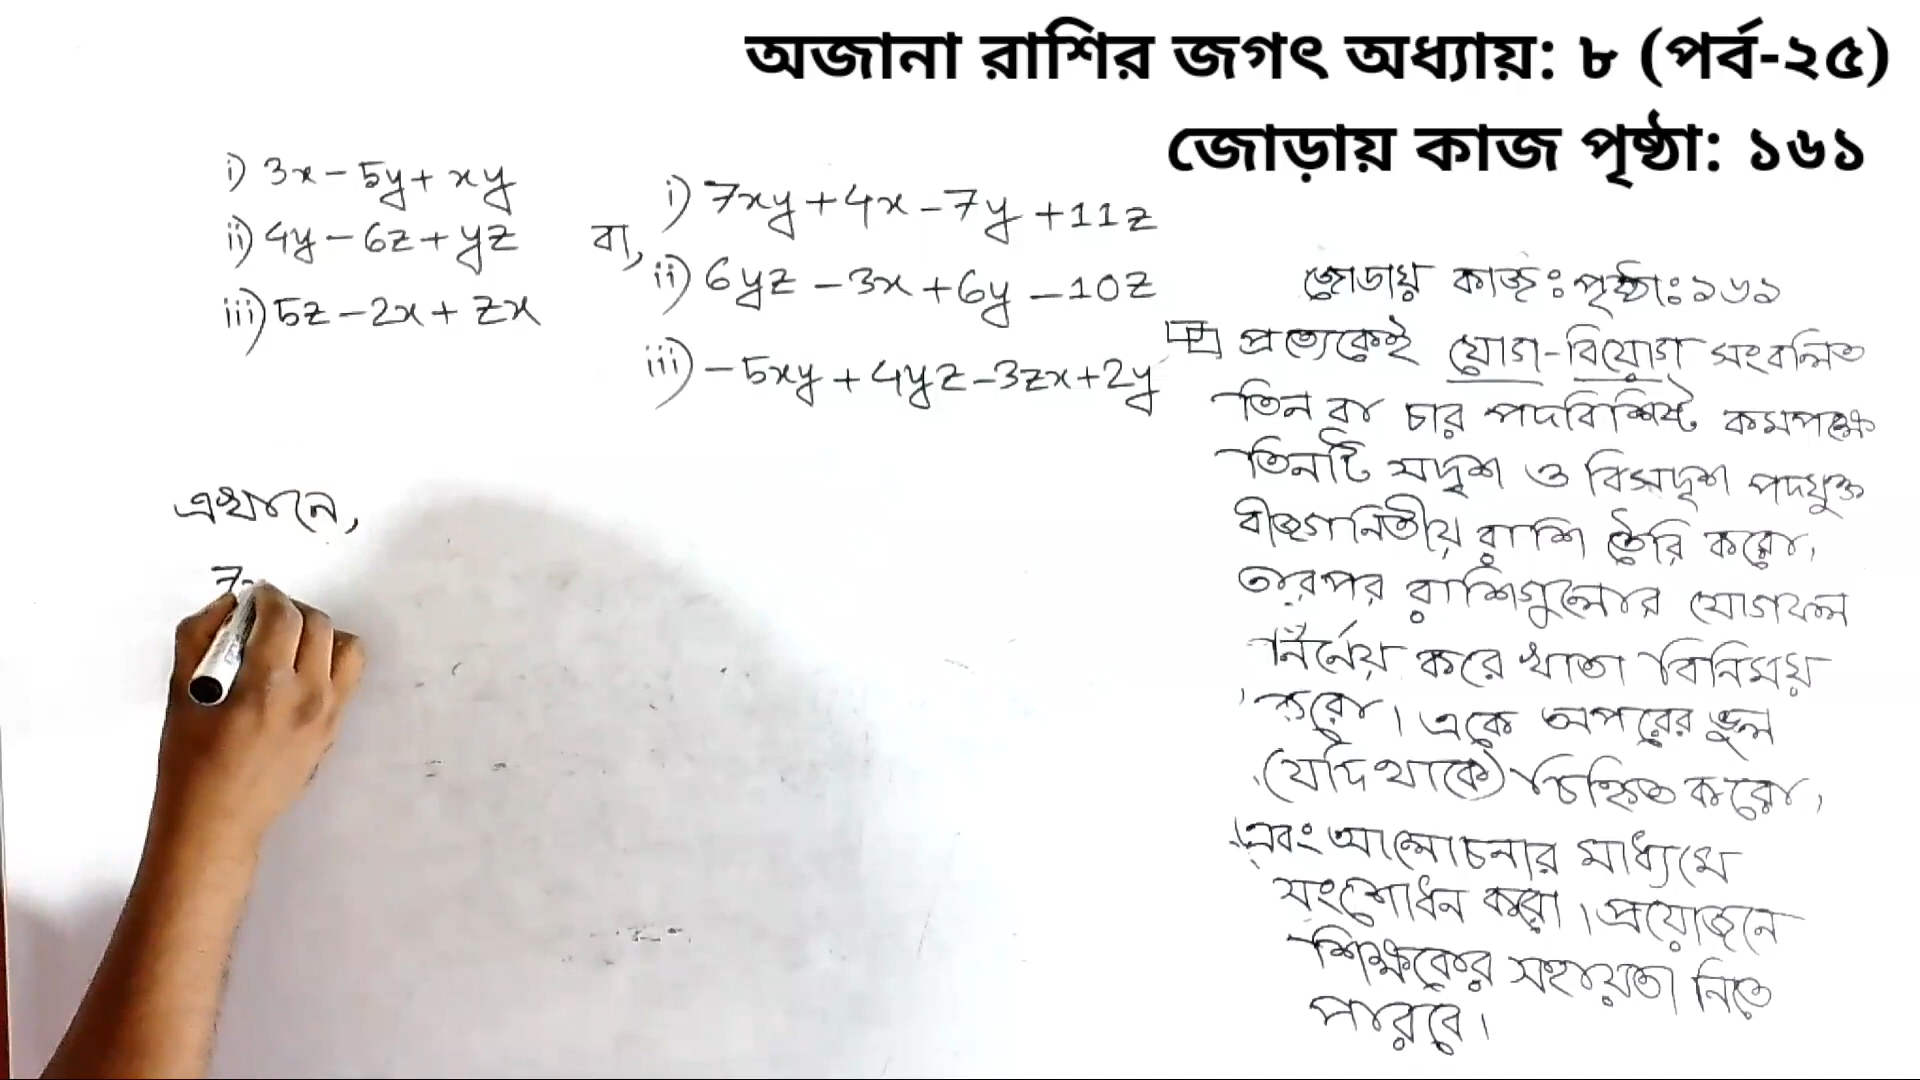 অজানা রাশির জগৎ অধ্যায়: ৮ (পর্ব-২৫)
জোড়ায় কাজ পৃষ্ঠা: ১৬১
i) 3x - 5y + xy
ii) 4y - 6z + yz
iii) 5z - 2x + zx
বা,
i) 7xy + 4x - 7y + 11z
ii) 6yz - 3x + 6y - 10z
iii) - 5xy + 4yz - 3zx + 2y
এখানে,
7x
জোড়ায় কাজ: পৃষ্ঠা: ১৬১
প্রত্যেকেই যোগ-বিয়োগ সংবলিত
তিন বা চার পদবিশিষ্ট কমপক্ষে
তিনটি সদৃশ ও বিসদৃশ পদযুক্ত
বীজগনিতীয় রাশি তৈরি করো,
তারপর রাশিগুলোর যোগফল
নির্নেয় করে খাতা বিনিময়
করো। একে অপরের ভুল
(যদি থাকে) চিহ্নিত করো,
এবং আলোচনার মাধ্যমে
সংশোধন করো। প্রয়োজনে
শিক্ষকের সহায়তা নিতে
পারবে।